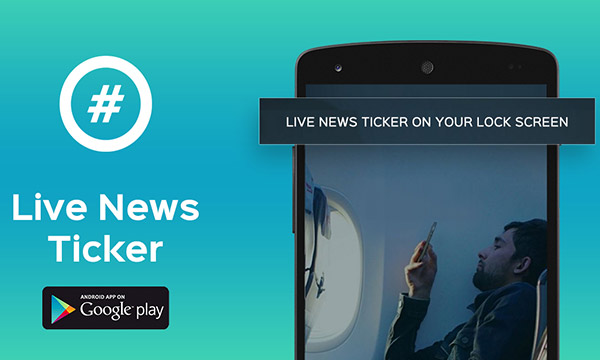 #
LIVE NEWS TICKER ON YOUR LOCK SCREEN
Live News
Ticker
ANDROID APP ON
Google play